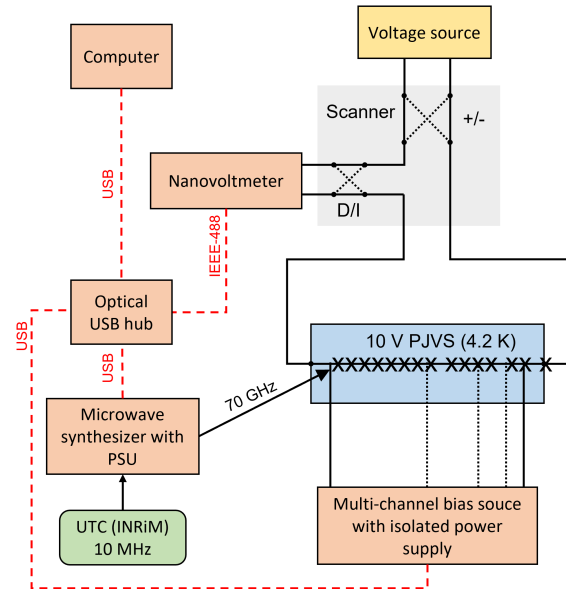 Voltage source
Computer
Scanner
+/-
USB
Nanovoltmeter
D/I
IEEE-488
Optical
USB hub
USB
USB
10 V PJVS (4.2 K)
70 GHz
Microwave
synthesizer with
PSU
UTC (INRiM)
10 MHz
Multi-channel bias souce
with isolated power
supply